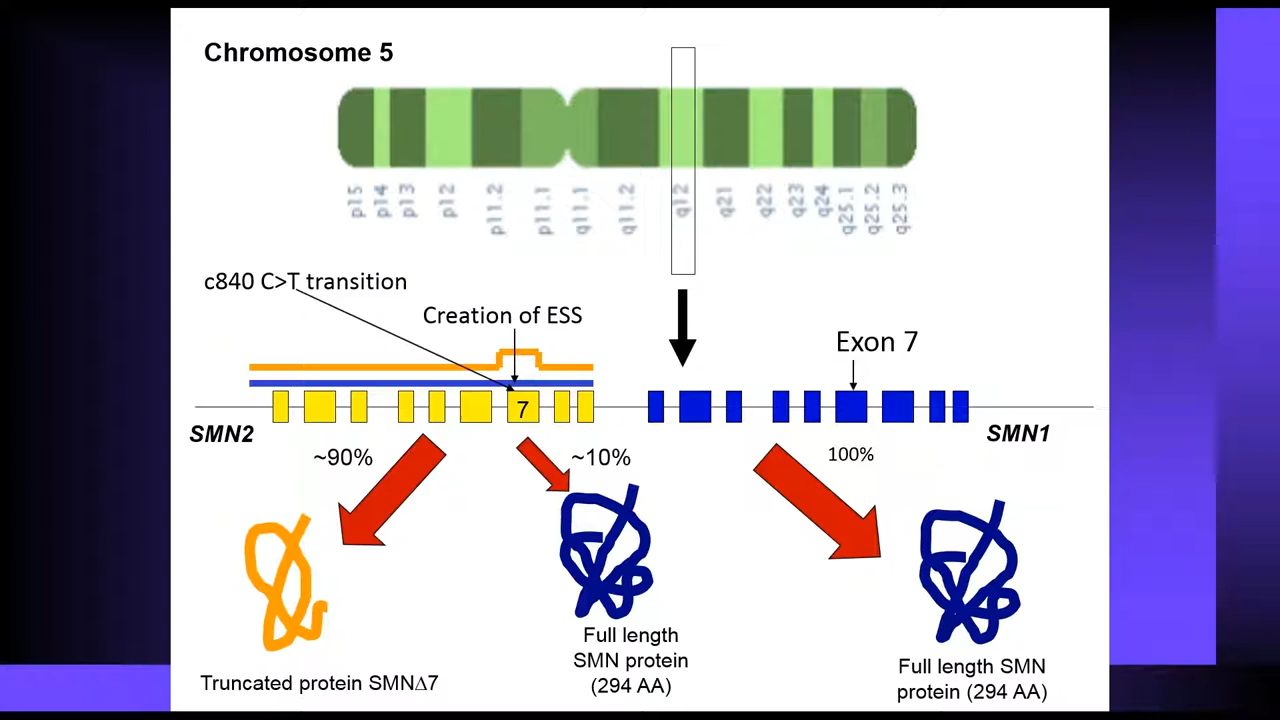 Chromosome 5
p15
p14
p13
p12
p11.2
p11.1
q11.1
q11.2
q12
q21
q22
q23
q24
q25.1
q25.2
q25.3
c840 C>T transition
Creation of ESS
Exon 7
7
SMN2
SMN1
~90%
~10%
100%
Full length
SMN protein
(294 AA)
Full length SMN
protein (294 AA)
Truncated protein SMNΔ7